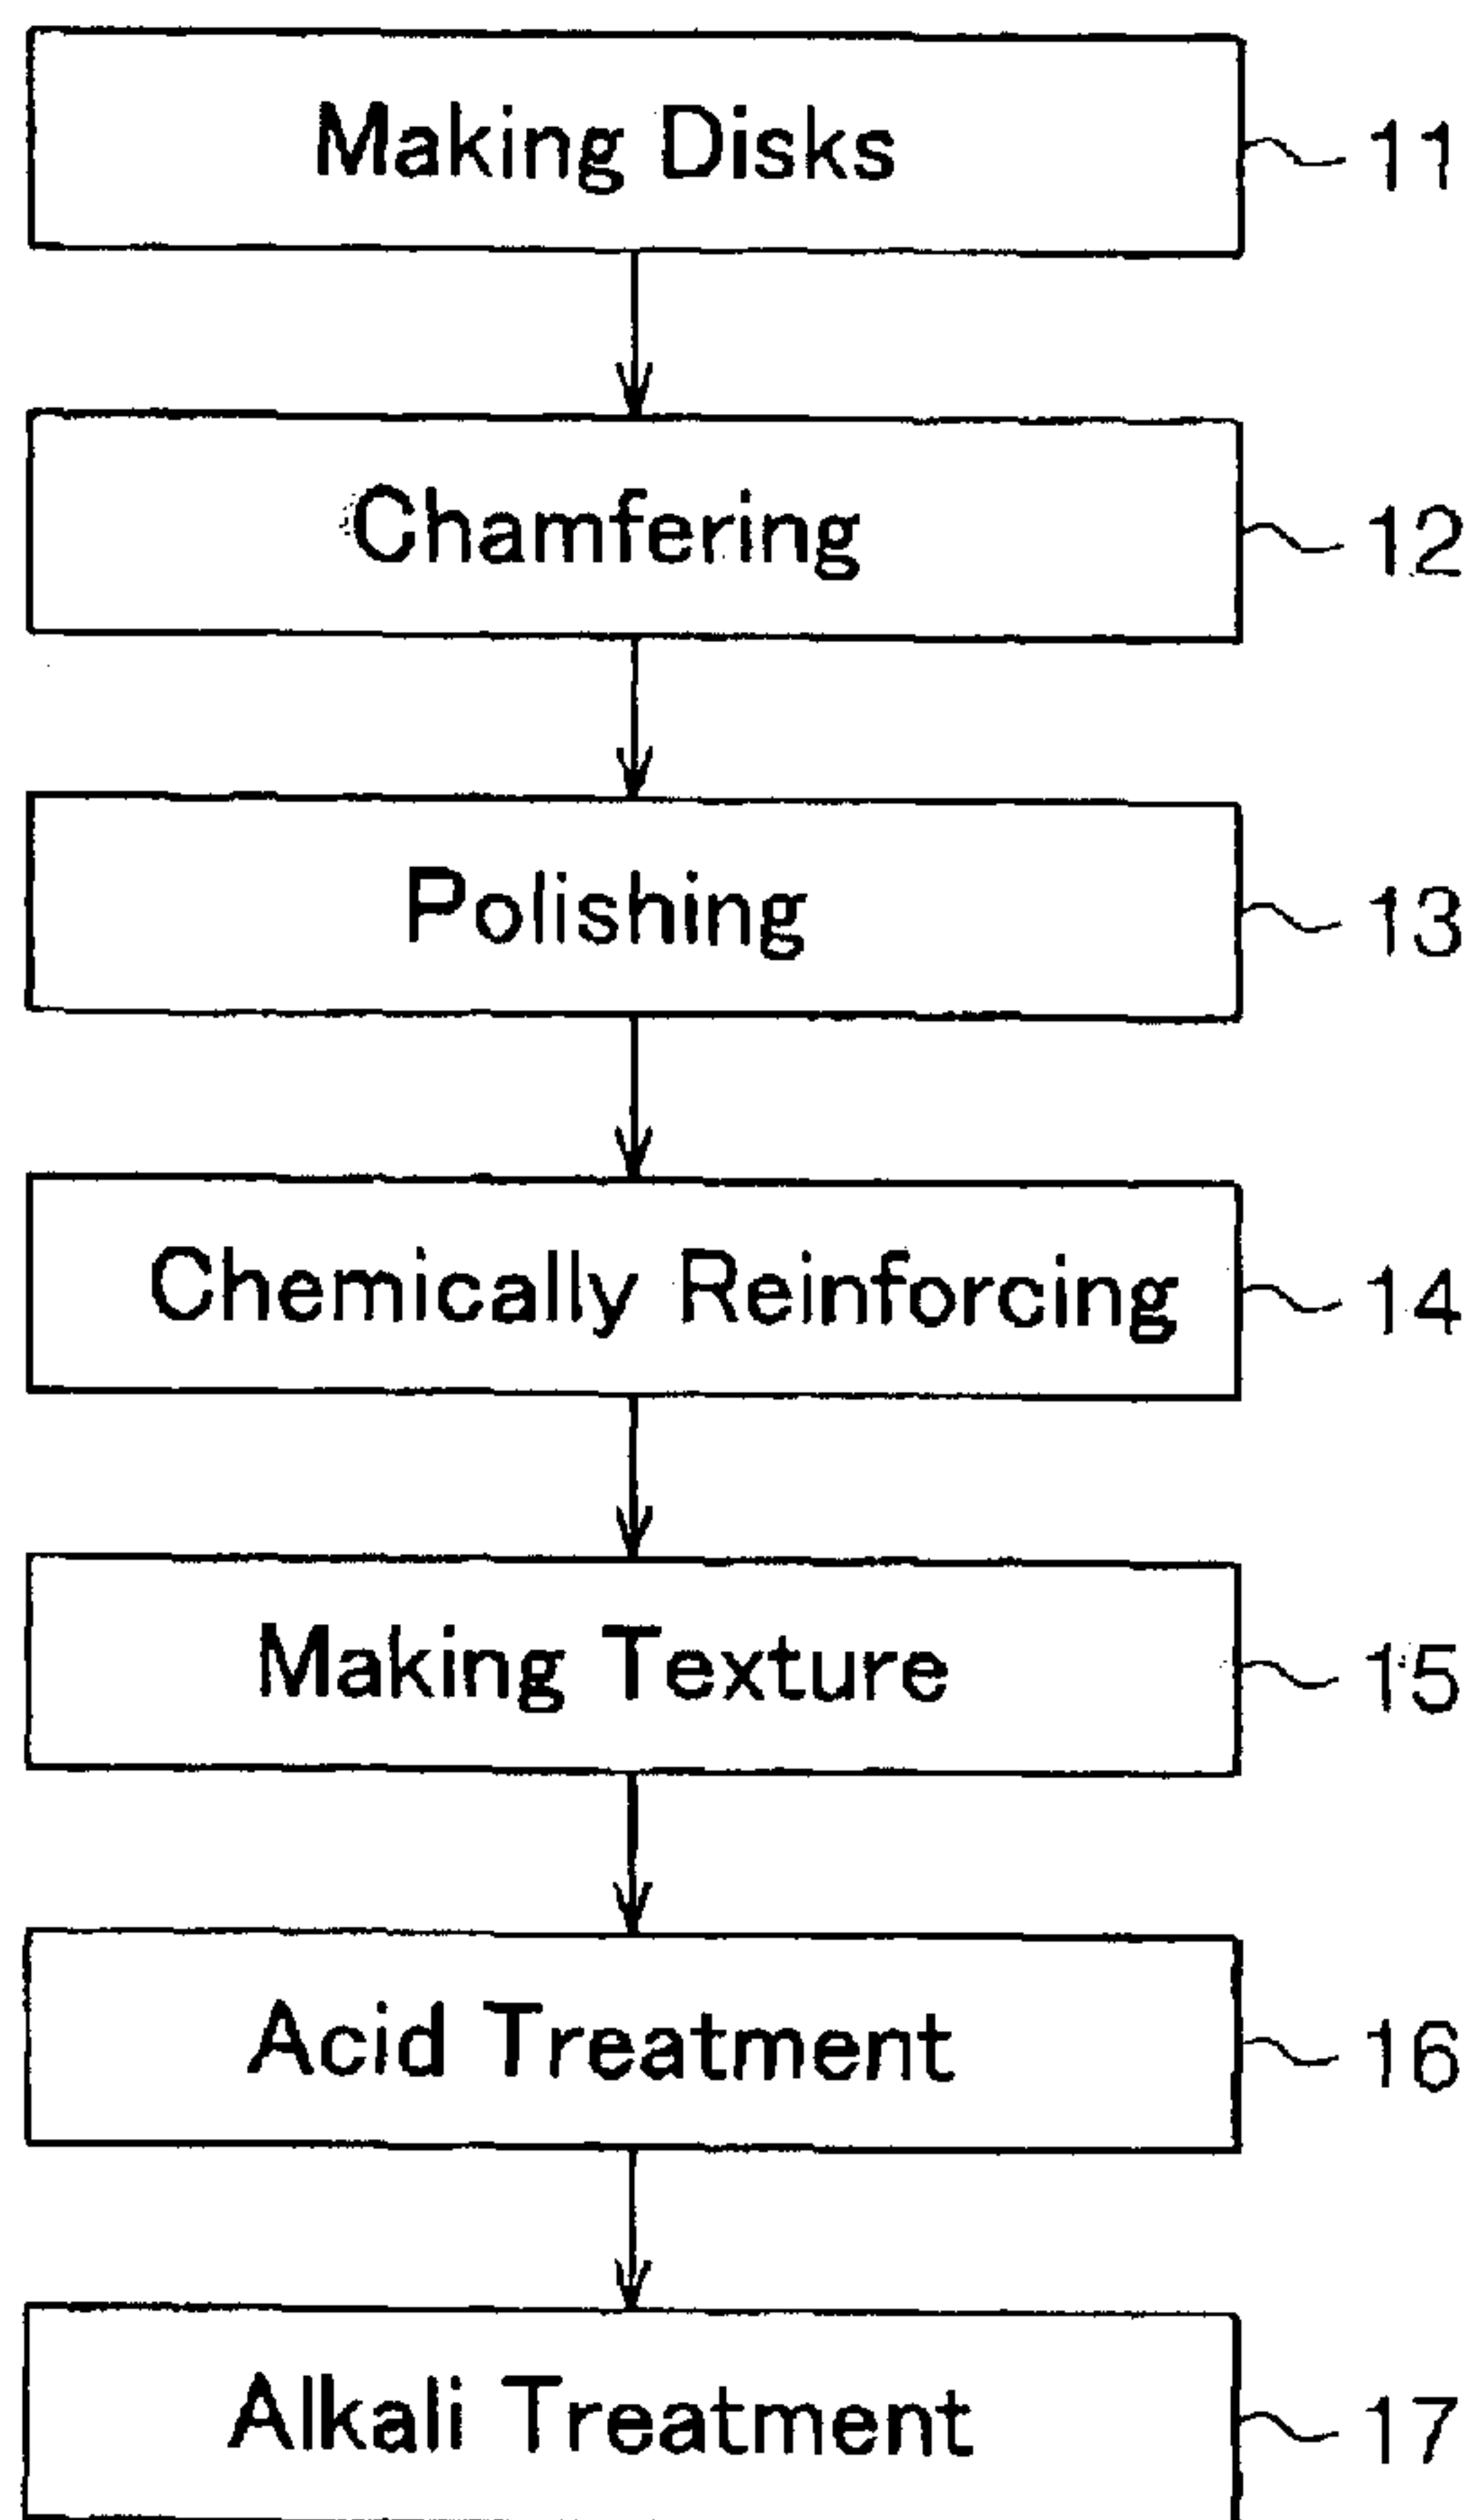 Making Disks 11
Chamfering 12
Polishing 13
Chemically Reinforcing 14
Making Texture 15
Acid Treatment 16
Alkali Treatment 17